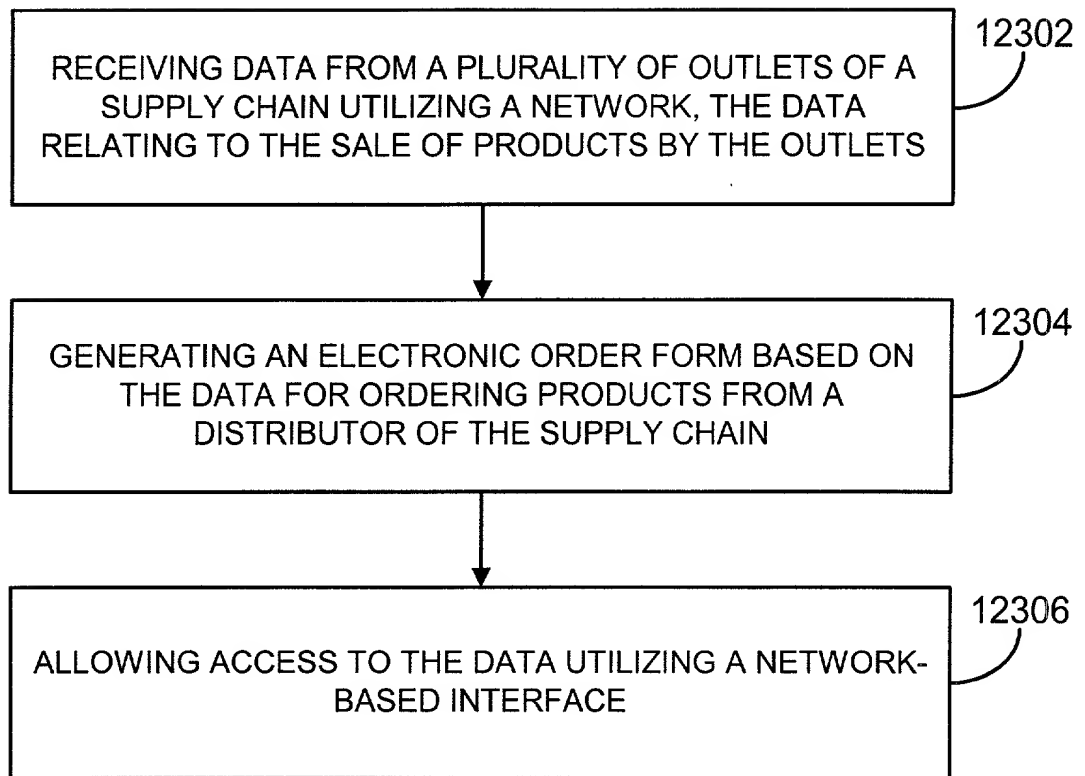 12302
RECEIVING DATA FROM A PLURALITY OF OUTLETS OF A
SUPPLY CHAIN UTILIZING A NETWORK, THE DATA
RELATING TO THE SALE OF PRODUCTS BY THE OUTLETS
12304
GENERATING AN ELECTRONIC ORDER FORM BASED ON
THE DATA FOR ORDERING PRODUCTS FROM A
DISTRIBUTOR OF THE SUPPLY CHAIN
12306
ALLOWING ACCESS TO THE DATA UTILIZING A NETWORK-
BASED INTERFACE